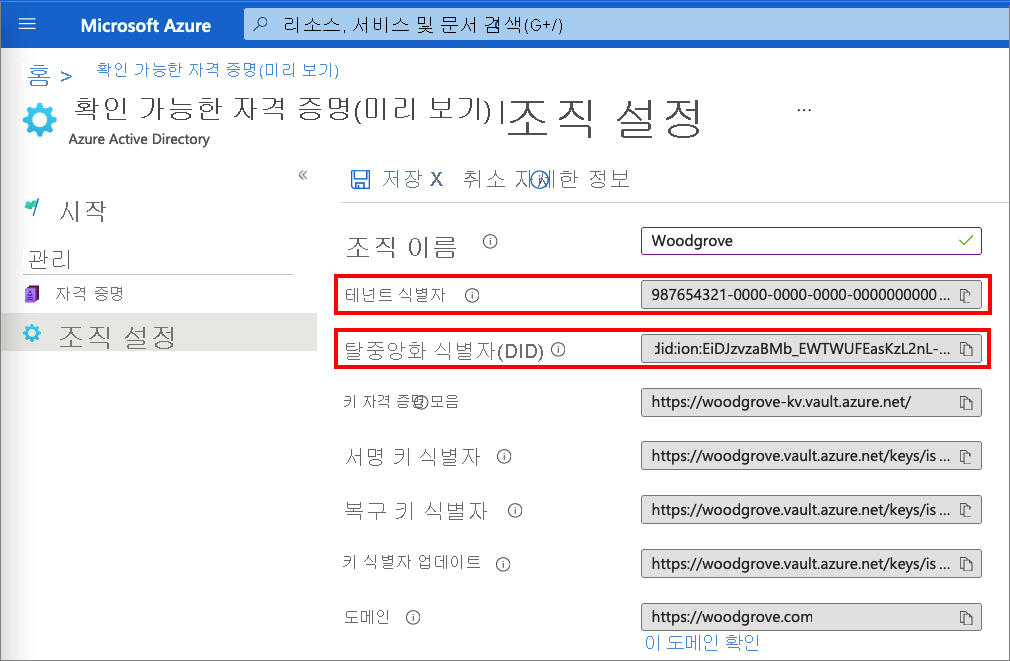 Microsoft Azure
리소스, 서비스 및 문서 검색(G+/)
홈 >
확인 가능한 자격 증명(미리 보기)
확인 가능한 자격 증명(미리 보기) |조직 설정 ...
Azure Active Directory
«
저장 X 취소 자세한 정보
시작
관리
자격 증명
조직 설정
조직 이름 Woodgrove
테넌트 식별자 987654321-0000-0000-0000-0000000000 ...
탈중앙화 식별자(DID) did:ion:EiDJzvzaBMb_EWTWUFEasKzL2nL-...
키 자격 증명 모음 https://woodgrove-kv.vault.azure.net/
서명 키 식별자 https://woodgrove.vault.azure.net/keys/is ...
복구 키 식별자 https://woodgrove.vault.azure.net/keys/is ...
키 식별자 업데이트 https://woodgrove.vault.azure.net/keys/is ...
도메인 https://woodgrove.com
이 도메인 확인